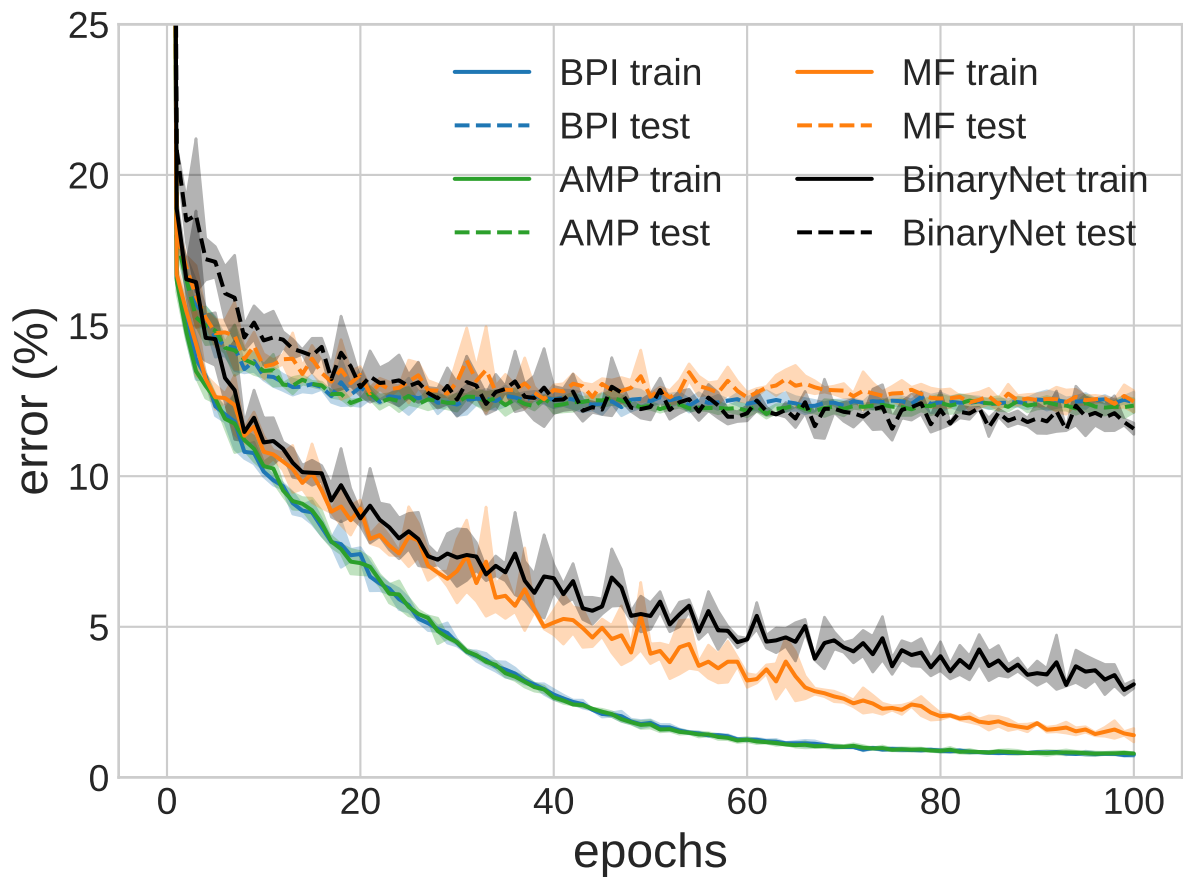 25
20
15
10
5
0
error (%)
BPI train
BPI test
AMP train
AMP test
MF train
MF test
BinaryNet train
BinaryNet test
0 20 40 60 80 100
epochs